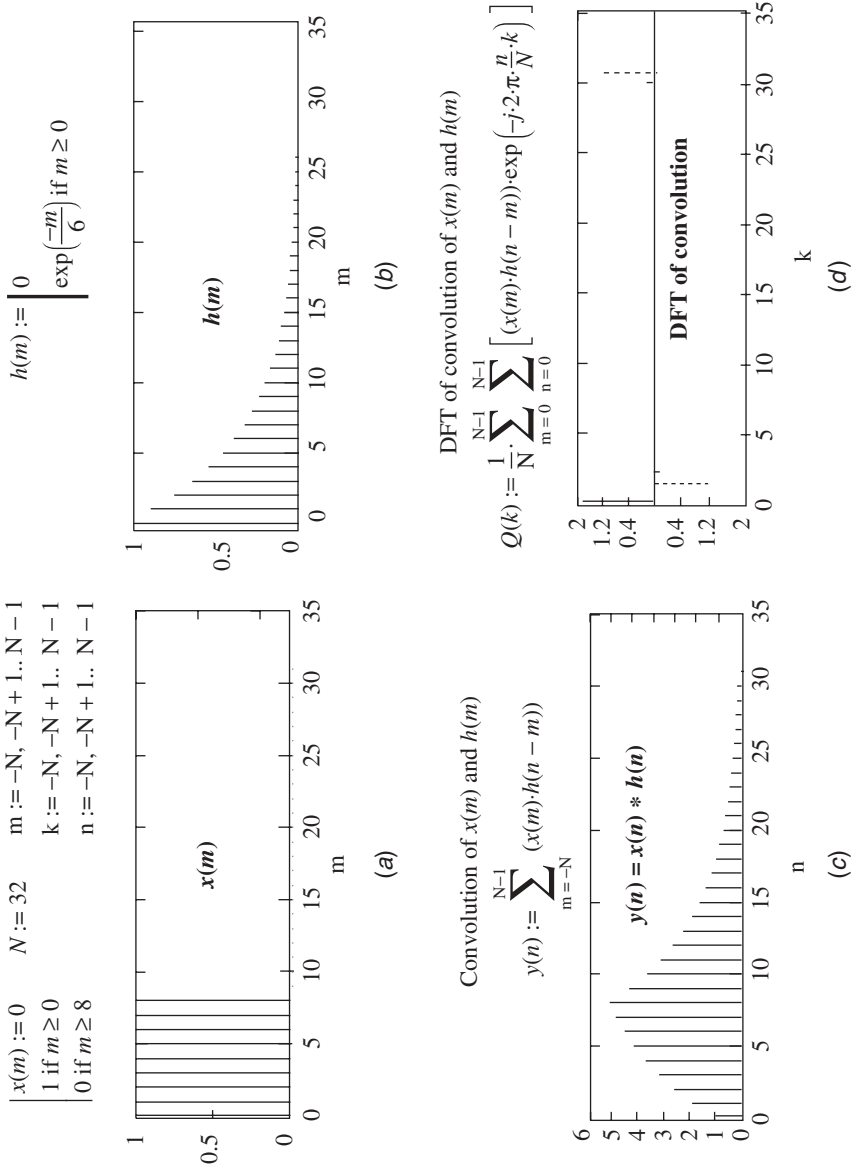 x(m) := 0   N := 32   m := –N, –N + 1.. N – 1
1 if m ≥ 0   k := –N, –N + 1.. N – 1
0 if m ≥ 8   n := –N, –N + 1.. N – 1
1
0.5
0
x(m)
0 5 10 15 20 25 30 35
m
(a)
h(m) := 0
exp(–m/6) if m ≥ 0
1
0.5
0
h(m)
0 5 10 15 20 25 30 35
m
(b)
Convolution of x(m) and h(m)
y(n) := ∑ m = –N N–1 (x(m)·h(n – m))
6
5
4
3
2
1
0
y(n) = x(n) * h(n)
0 5 10 15 20 25 30 35
n
(c)
DFT of convolution of x(m) and h(m)
Q(k) := 1/N · ∑ m = 0 N–1 ∑ n = 0 N–1 [(x(m)·h(n – m))·exp(–j·2·π·n/N·k)]
2
1.2
0.4
0.4
1.2
2
DFT of convolution
0 5 10 15 20 25 30 35
k
(d)